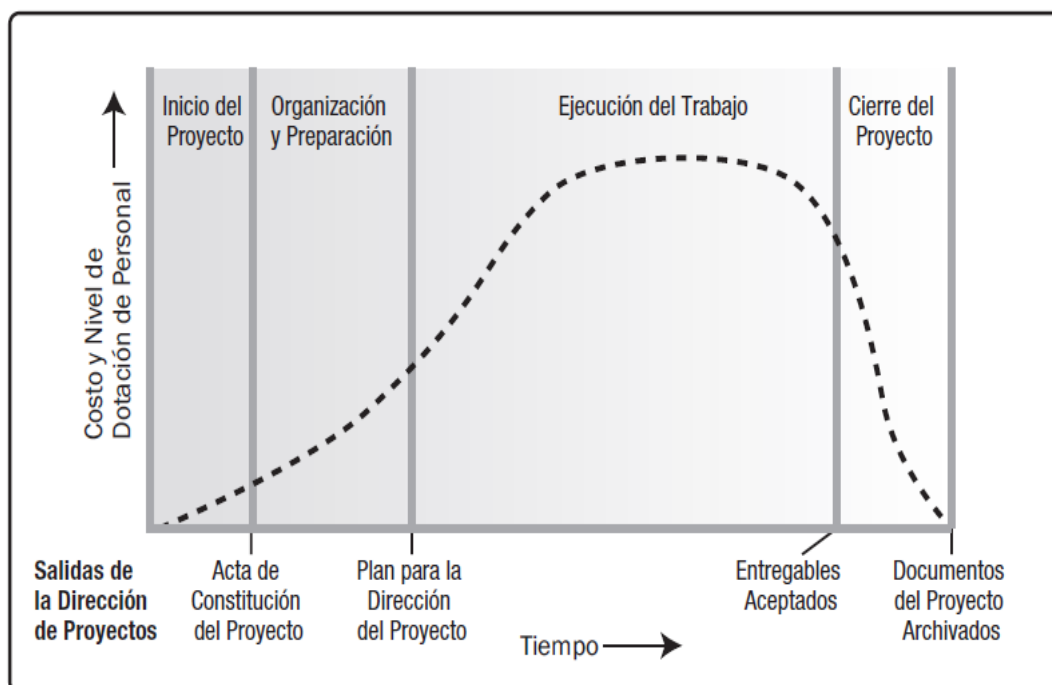 Inicio del
Proyecto
Organización
y Preparación
Ejecución del Trabajo
Cierre del
Proyecto
Costo y Nivel de
Dotación de Personal
Salidas de
la Dirección
de Proyectos
Acta de
Constitución
del Proyecto
Plan para la
Dirección
del Proyecto
Entregables
Aceptados
Documentos
del Proyecto
Archivados
Tiempo